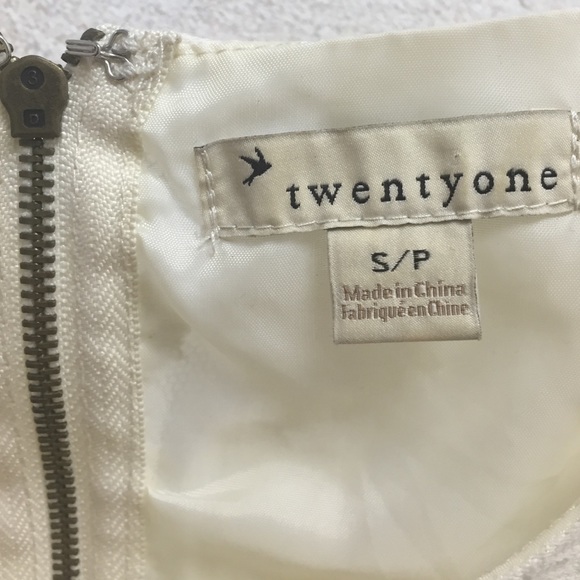 twentyone
S/P
Made in China
Fabriqué en Chine